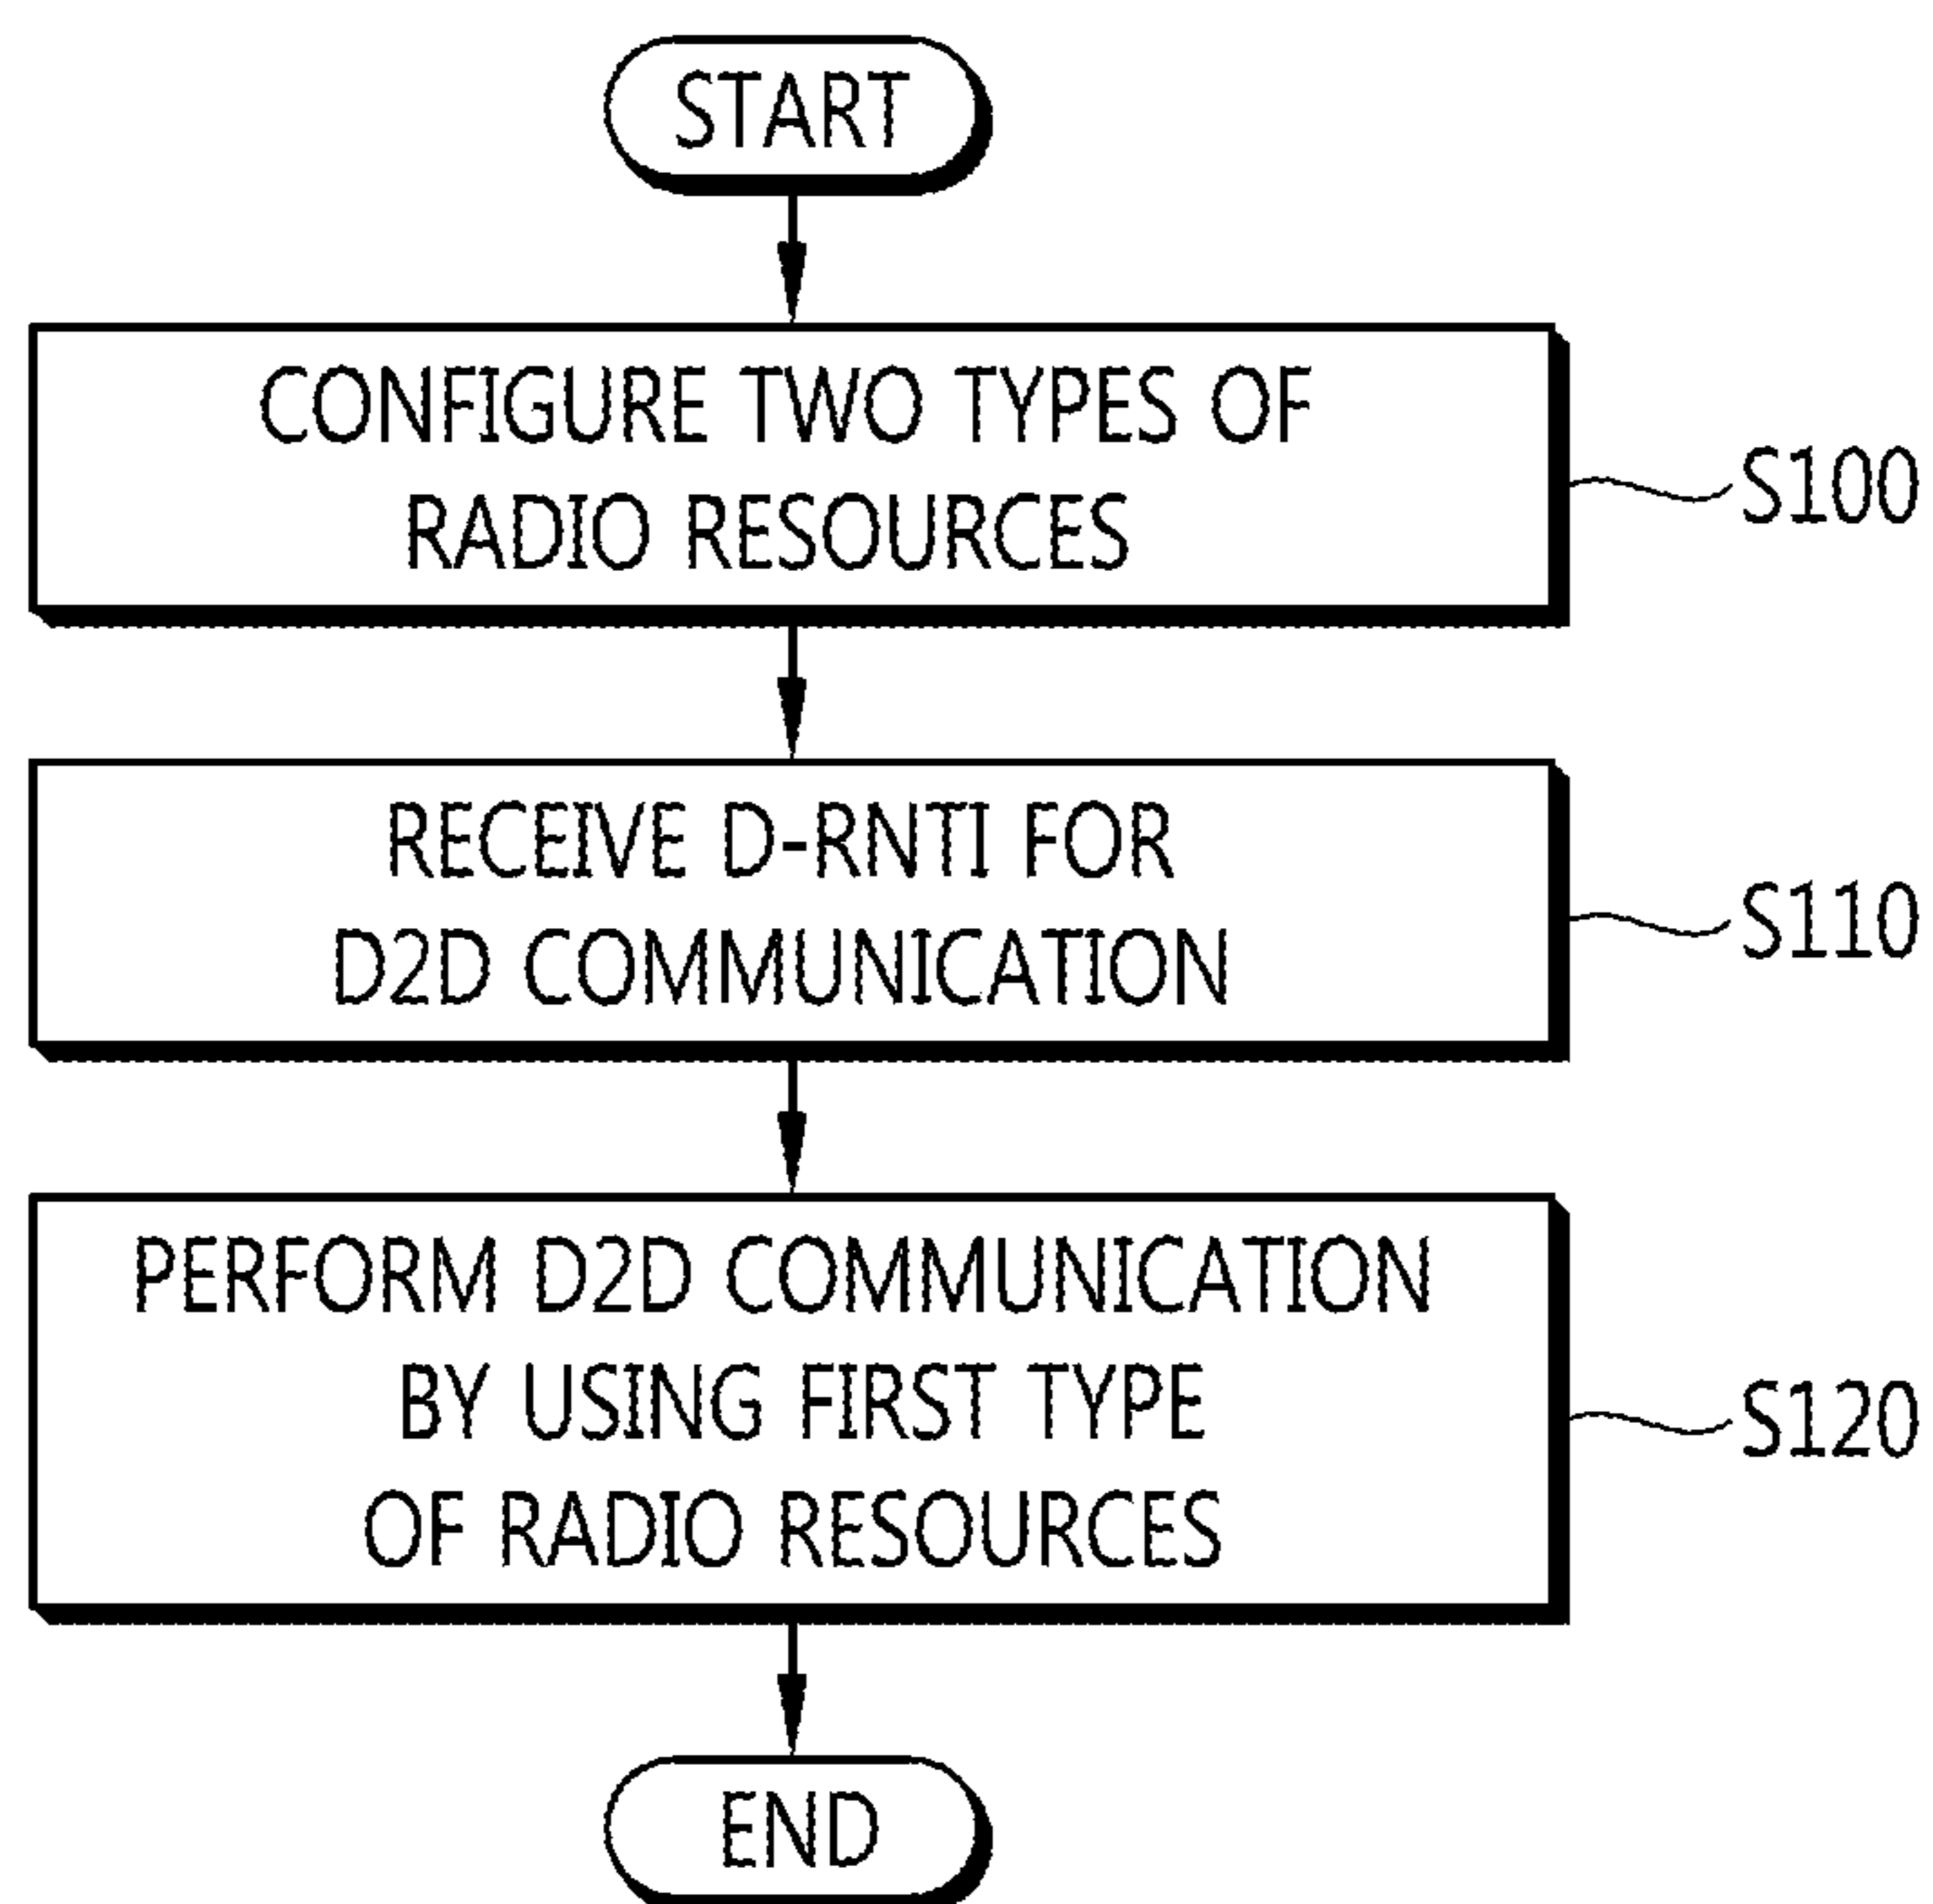 START
CONFIGURE TWO TYPES OF
RADIO RESOURCES
S100
RECEIVE D-RNTI FOR
D2D COMMUNICATION
S110
PERFORM D2D COMMUNICATION
BY USING FIRST TYPE
OF RADIO RESOURCES
S120
END